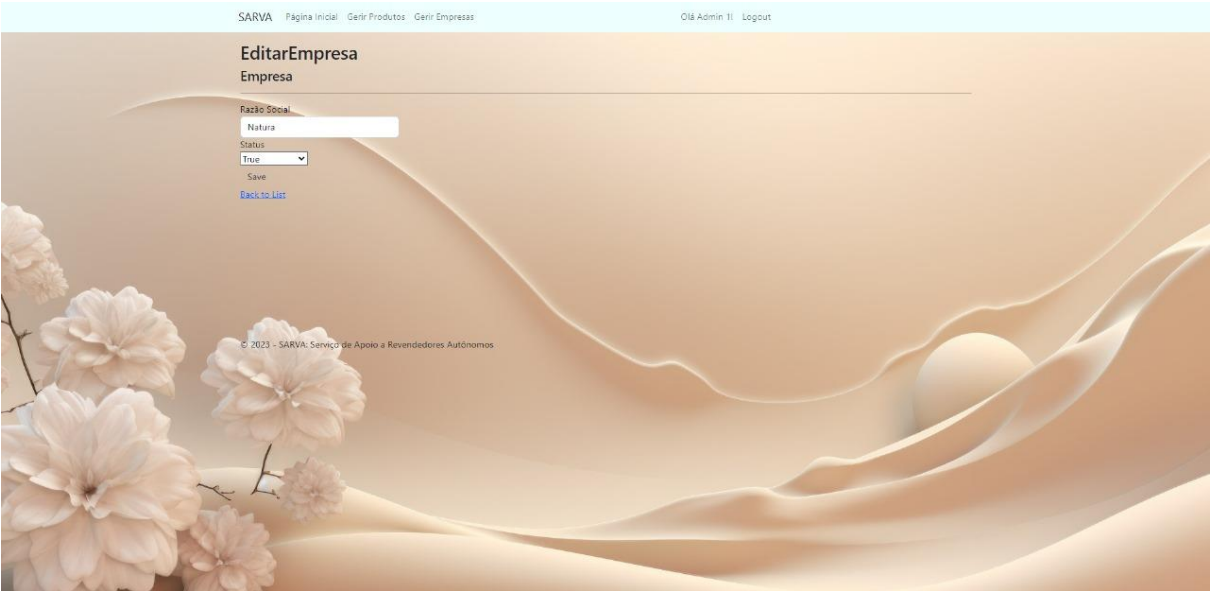 SARVA Página Inicial Gerir Produtos Gerir Empresas Olá Admin 1! Logout
EditarEmpresa
Empresa
Razão Social
Natura
Status
True
Save
Back to List
© 2023 - SARVA: Serviço de Apoio a Revendedores Autônomos